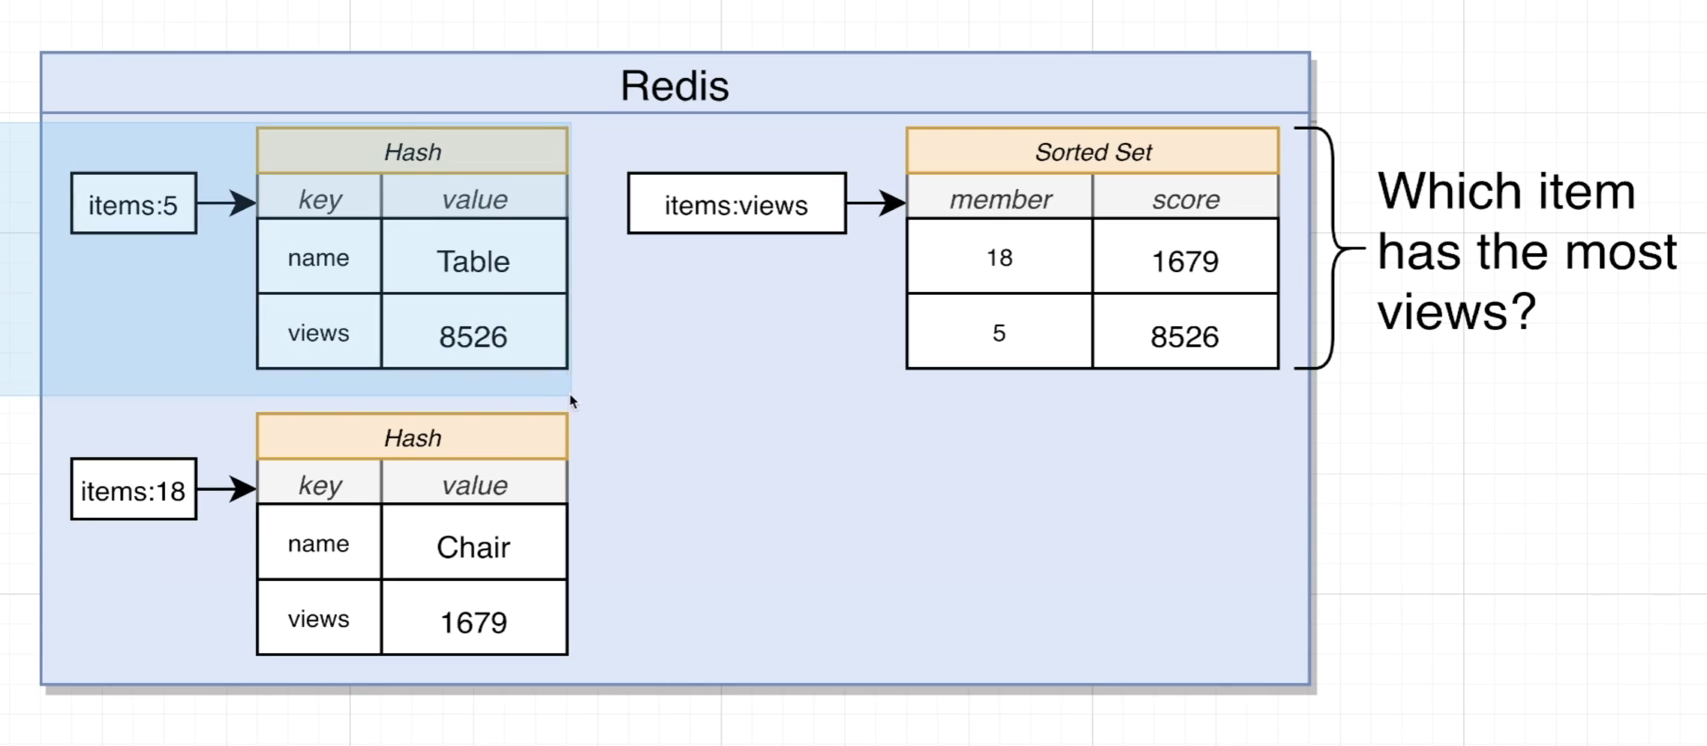 Redis
Hash
items:5
key value
name Table
views 8526
Sorted Set
items:views
member score
18 1679
5 8526
Which item
has the most
views?
Hash
items:18
key value
name Chair
views 1679